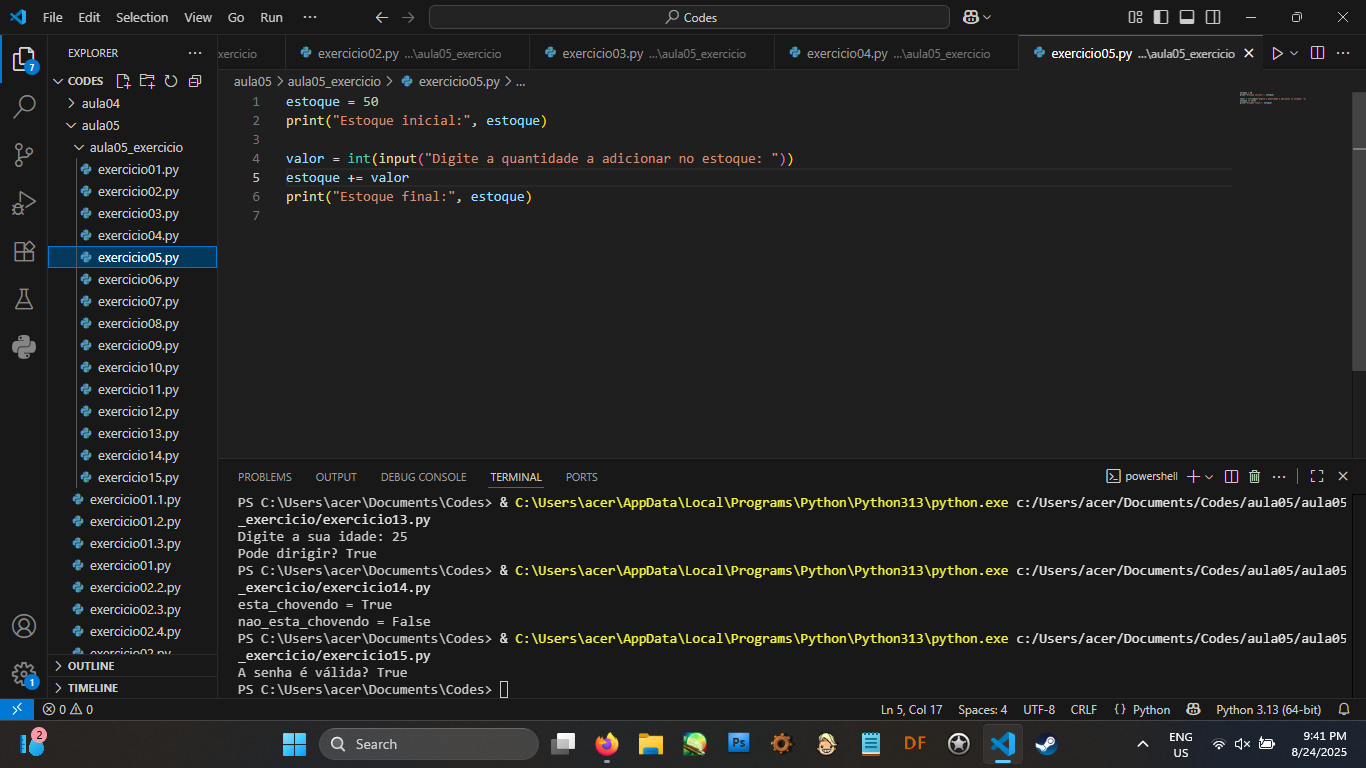 File Edit Selection View Go Run ··· Codes
EXPLORER ···
CODES
aula04
aula05
aula05_exercicio
exercicio01.py
exercicio02.py
exercicio03.py
exercicio04.py
exercicio05.py
exercicio06.py
exercicio07.py
exercicio08.py
exercicio09.py
exercicio10.py
exercicio11.py
exercicio12.py
exercicio13.py
exercicio14.py
exercicio15.py
exercicio01.1.py
exercicio01.2.py
exercicio01.3.py
exercicio01.py
exercicio02.2.py
exercicio02.3.py
exercicio02.4.py
exercicio02.py
OUTLINE
TIMELINE
7
1
xercicio exercicio02.py ...\aula05_exercicio exercicio03.py ...\aula05_exercicio exercicio04.py ...\aula05_exercicio exercicio05.py ...\aula05_exercicio
aula05 > aula05_exercicio > exercicio05.py > ...
1 estoque = 50
2 print("Estoque inicial:", estoque)
3
4 valor = int(input("Digite a quantidade a adicionar no estoque: "))
5 estoque += valor
6 print("Estoque final:", estoque)
7
PROBLEMS OUTPUT DEBUG CONSOLE TERMINAL PORTS powershell
PS C:\Users\acer\Documents\Codes> & C:\Users\acer\AppData\Local\Programs\Python\Python313\python.exe c:/Users/acer/Documents/Codes/aula05/aula05
_exercicio/exercicio13.py
Digite a sua idade: 25
Pode dirigir? True
PS C:\Users\acer\Documents\Codes> & C:\Users\acer\AppData\Local\Programs\Python\Python313\python.exe c:/Users/acer/Documents/Codes/aula05/aula05
_exercicio/exercicio14.py
esta_chovendo = True
nao_esta_chovendo = False
PS C:\Users\acer\Documents\Codes> & C:\Users\acer\AppData\Local\Programs\Python\Python313\python.exe c:/Users/acer/Documents/Codes/aula05/aula05
_exercicio/exercicio15.py
A senha é válida? True
PS C:\Users\acer\Documents\Codes>
0 0 Ln 5, Col 17 Spaces: 4 UTF-8 CRLF {} Python Python 3.13 (64-bit)
2 Search Ps DF ENG 9:41 PM
US 8/24/2025